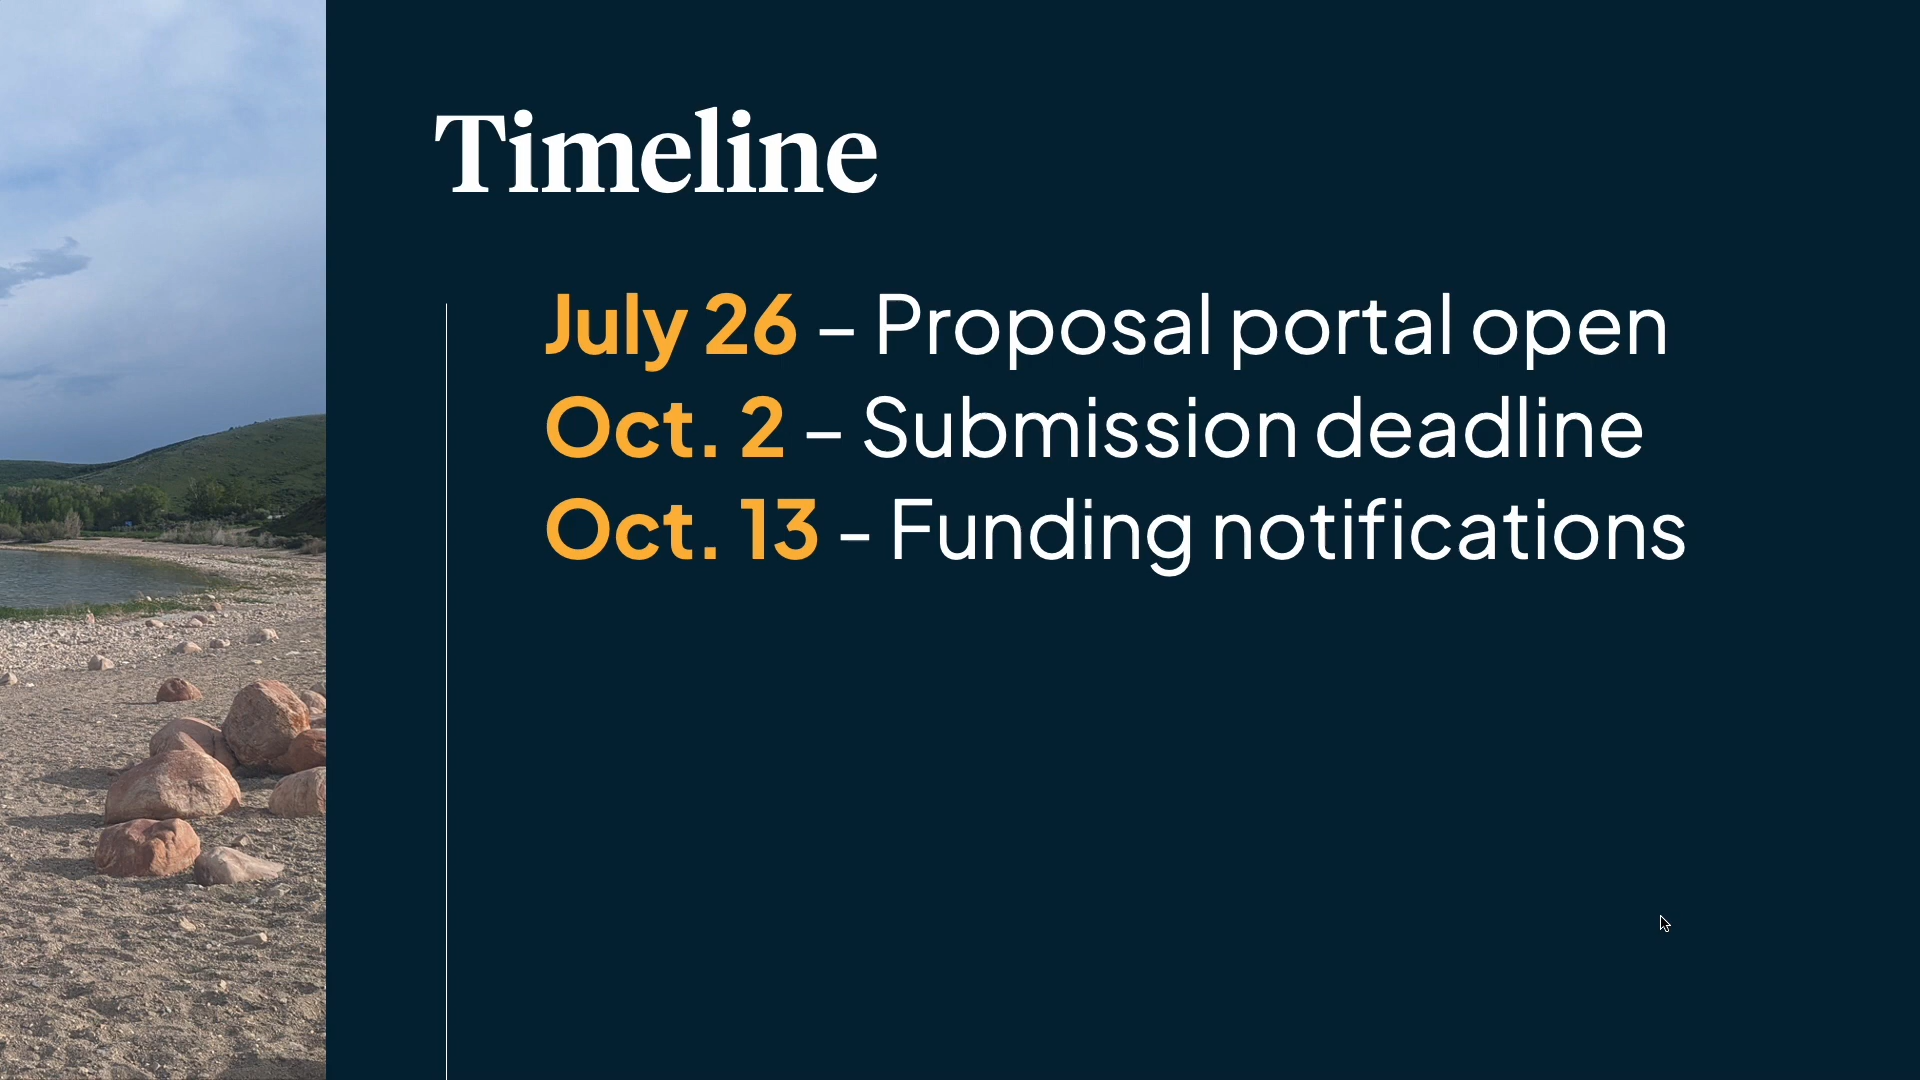 Timeline
July 26 – Proposal portal open
Oct. 2 – Submission deadline
Oct. 13 - Funding notifications